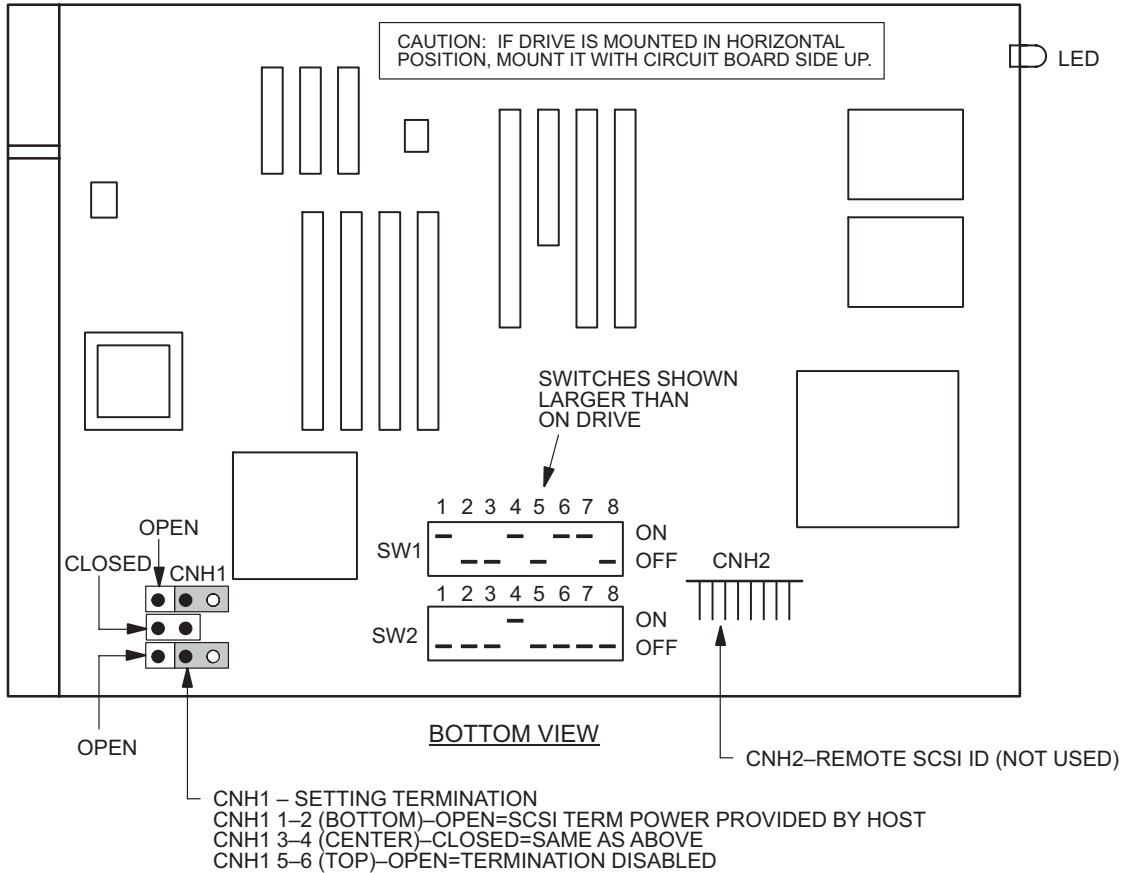 CAUTION: IF DRIVE IS MOUNTED IN HORIZONTAL
POSITION, MOUNT IT WITH CIRCUIT BOARD SIDE UP.
LED
SWITCHES SHOWN
LARGER THAN
ON DRIVE
1 2 3 4 5 6 7 8
SW1
ON
OFF
1 2 3 4 5 6 7 8
SW2
ON
OFF
OPEN
CLOSED
CNH1
OPEN
CNH2
BOTTOM VIEW
CNH2–REMOTE SCSI ID (NOT USED)
CNH1 – SETTING TERMINATION
CNH1 1–2 (BOTTOM)–OPEN=SCSI TERM POWER PROVIDED BY HOST
CNH1 3–4 (CENTER)–CLOSED=SAME AS ABOVE
CNH1 5–6 (TOP)–OPEN=TERMINATION DISABLED